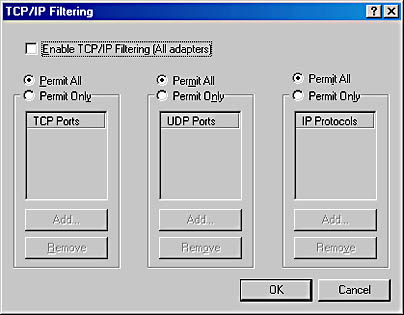 TCP/IP Filtering
Enable TCP/IP Filtering (All adapters)
Permit All
Permit Only
TCP Ports
Add...
Remove
Permit All
Permit Only
UDP Ports
Add...
Remove
Permit All
Permit Only
IP Protocols
Add...
Remove
OK
Cancel